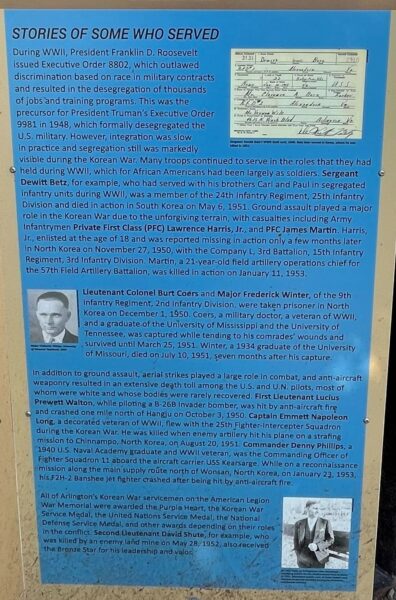 STORIES OF SOME WHO SERVED
During WWII, President Franklin D. Roosevelt
issued Executive Order 8802, which outlawed
discrimination based on race in military contracts
and resulted in the desegregation of thousands
of jobs and training programs. This was the
precursor for President Truman's Executive Order
9981 in 1948, which formally desegregated the
U.S. military. However, integration was slow
in practice and segregation still was markedly
visible during the Korean War. Many troops continued to serve in the roles that they had
held during WWII, which for African Americans had been largely as soldiers. Sergeant
Dewitt Betz, for example, who had served with his brothers Carl and Paul in segregated
infantry units during WWII, was a member of the 24th Infantry Regiment, 25th Infantry
Division and died in action in South Korea on May 6, 1951. Ground assault played a major
role in the Korean War due to the unforgiving terrain, with casualties including Army
Infantrymen Private First Class (PFC) Lawrence Harris, Jr., and PFC James Martin. Harris,
Jr., enlisted at the age of 18 and was reported missing in action only a few months later
in North Korea on November 27, 1950, with the Company L, 3rd Battalion, 15th Infantry
Regiment, 3rd Infantry Division. Martin, a 21-year-old field artillery operations chief for
the 57th Field Artillery Battalion, was killed in action on January 11, 1953.
Lieutenant Colonel Burt Coers and Major Frederick Winter, of the 9th
Infantry Regiment, 2nd Infantry Division, were taken prisoner in North
Korea on December 1, 1950. Coers, a military doctor, a veteran of WWII,
and a graduate of the University of Mississippi and the University of
Tennessee, was captured while tending to his comrades' wounds and
survived until March 25, 1951. Winter, a 1934 graduate of the University
of Missouri, died on July 10, 1951, seven months after his capture.
In addition to ground assault, aerial strikes played a large role in combat, and anti-aircraft
weaponry resulted in an extensive death toll among the U.S. and U.N. pilots, most of
whom were white and whose bodies were rarely recovered. First Lieutenant Lucius
Prewett Walton, while piloting a B-26B Invader bomber, was hit by anti-aircraft fire
and crashed one mile north of Hangju on October 3, 1950. Captain Emmett Napoleon
Long, a decorated veteran of WWII, flew with the 25th Fighter-Interceptor Squadron
during the Korean War. He was killed when enemy artillery hit his plane on a strafing
mission to Chinnampo, North Korea, on August 20, 1951. Commander Denny Phillips, a
1940 U.S. Naval Academy graduate and WWII veteran, was the Commanding Officer of
Fighter Squadron 11 aboard the aircraft carrier USS Kearsarge. While on a reconnaissance
mission along the main supply route north of Wonsan, North Korea, on January 23, 1953,
his F2H-2 Banshee jet fighter crashed after being hit by anti-aircraft fire.
All of Arlington's Korean War servicemen on the American Legion
War Memorial were awarded the Purple Heart, the Korean War
Service Medal, the United Nations Service Medal, the National
Defense Service Medal, and other awards depending on their roles
in the conflict. Second Lieutenant David Shute, for example, who
was killed by an enemy land mine on May 28, 1952, also received
the Bronze Star for his leadership and valor.